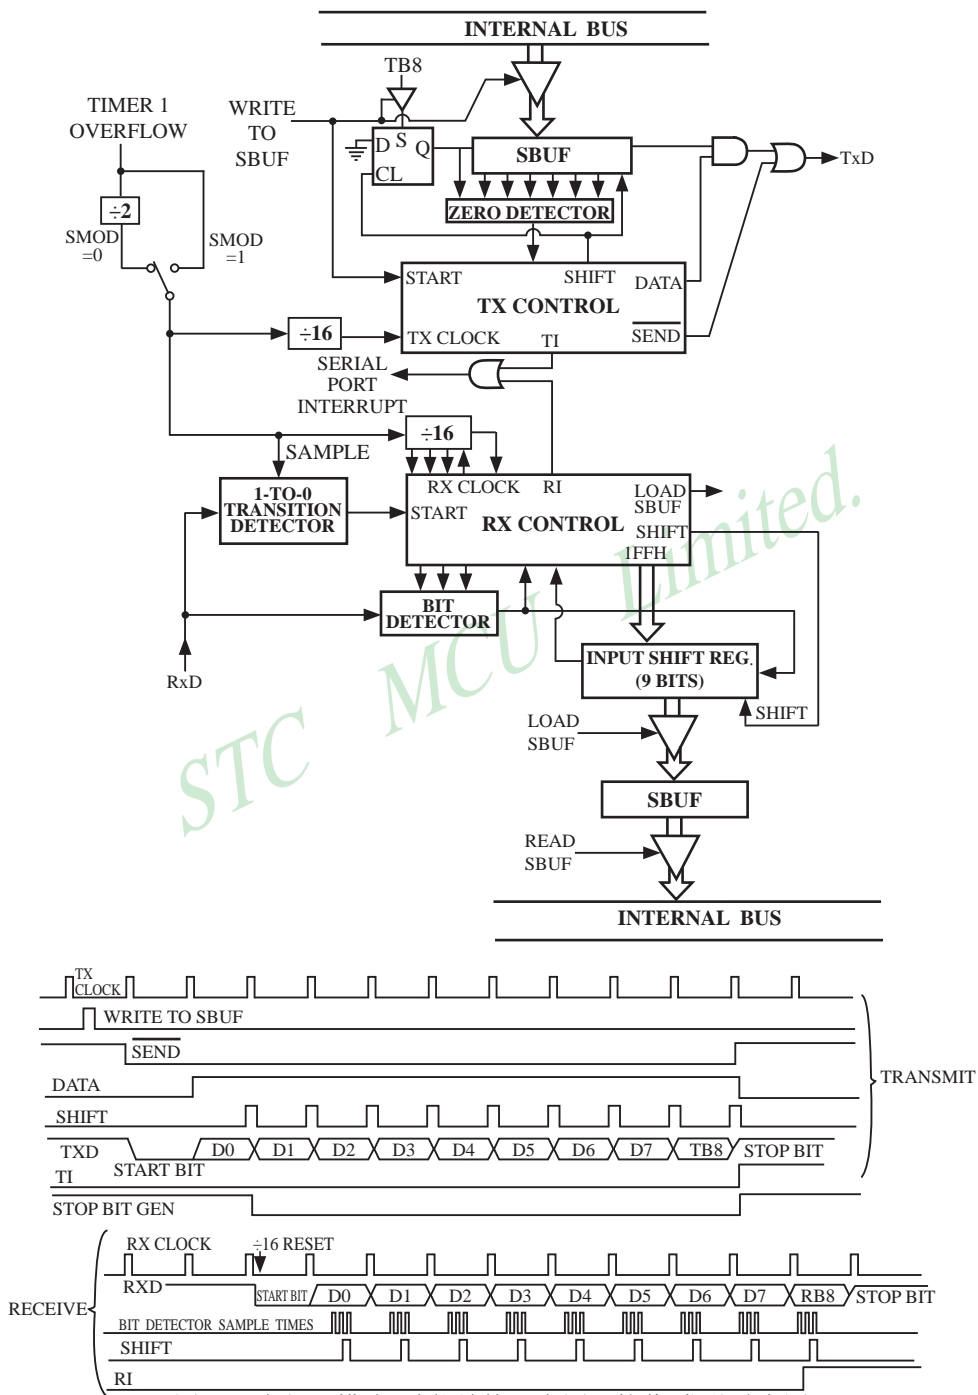 INTERNAL BUS
TB8
TIMER 1
OVERFLOW
WRITE
TO
SBUF
D S Q
CL
SBUF
TxD
÷2
ZERO DETECTOR
SMOD
=0
SMOD
=1
START
SHIFT
DATA
TX CONTROL
÷16
TX CLOCK
TI
SEND
SERIAL
PORT
INTERRUPT
÷16
SAMPLE
1-TO-0
TRANSITION
DETECTOR
RX CLOCK
RI
LOAD
SBUF
START
RX CONTROL
SHIFT
1FFH
BIT
DETECTOR
RxD
INPUT SHIFT REG.
(9 BITS)
SHIFT
LOAD
SBUF
SBUF
READ
SBUF
INTERNAL BUS
STC MCU Limited.
TX
CLOCK
WRITE TO SBUF
SEND
DATA
TRANSMIT
SHIFT
TXD
START BIT
D0 D1 D2 D3 D4 D5 D6 D7 TB8 STOP BIT
TI
STOP BIT GEN
RX CLOCK
÷16 RESET
RXD
START BIT D0 D1 D2 D3 D4 D5 D6 D7 RB8 STOP BIT
RECEIVE
BIT DETECTOR SAMPLE TIMES
SHIFT
RI